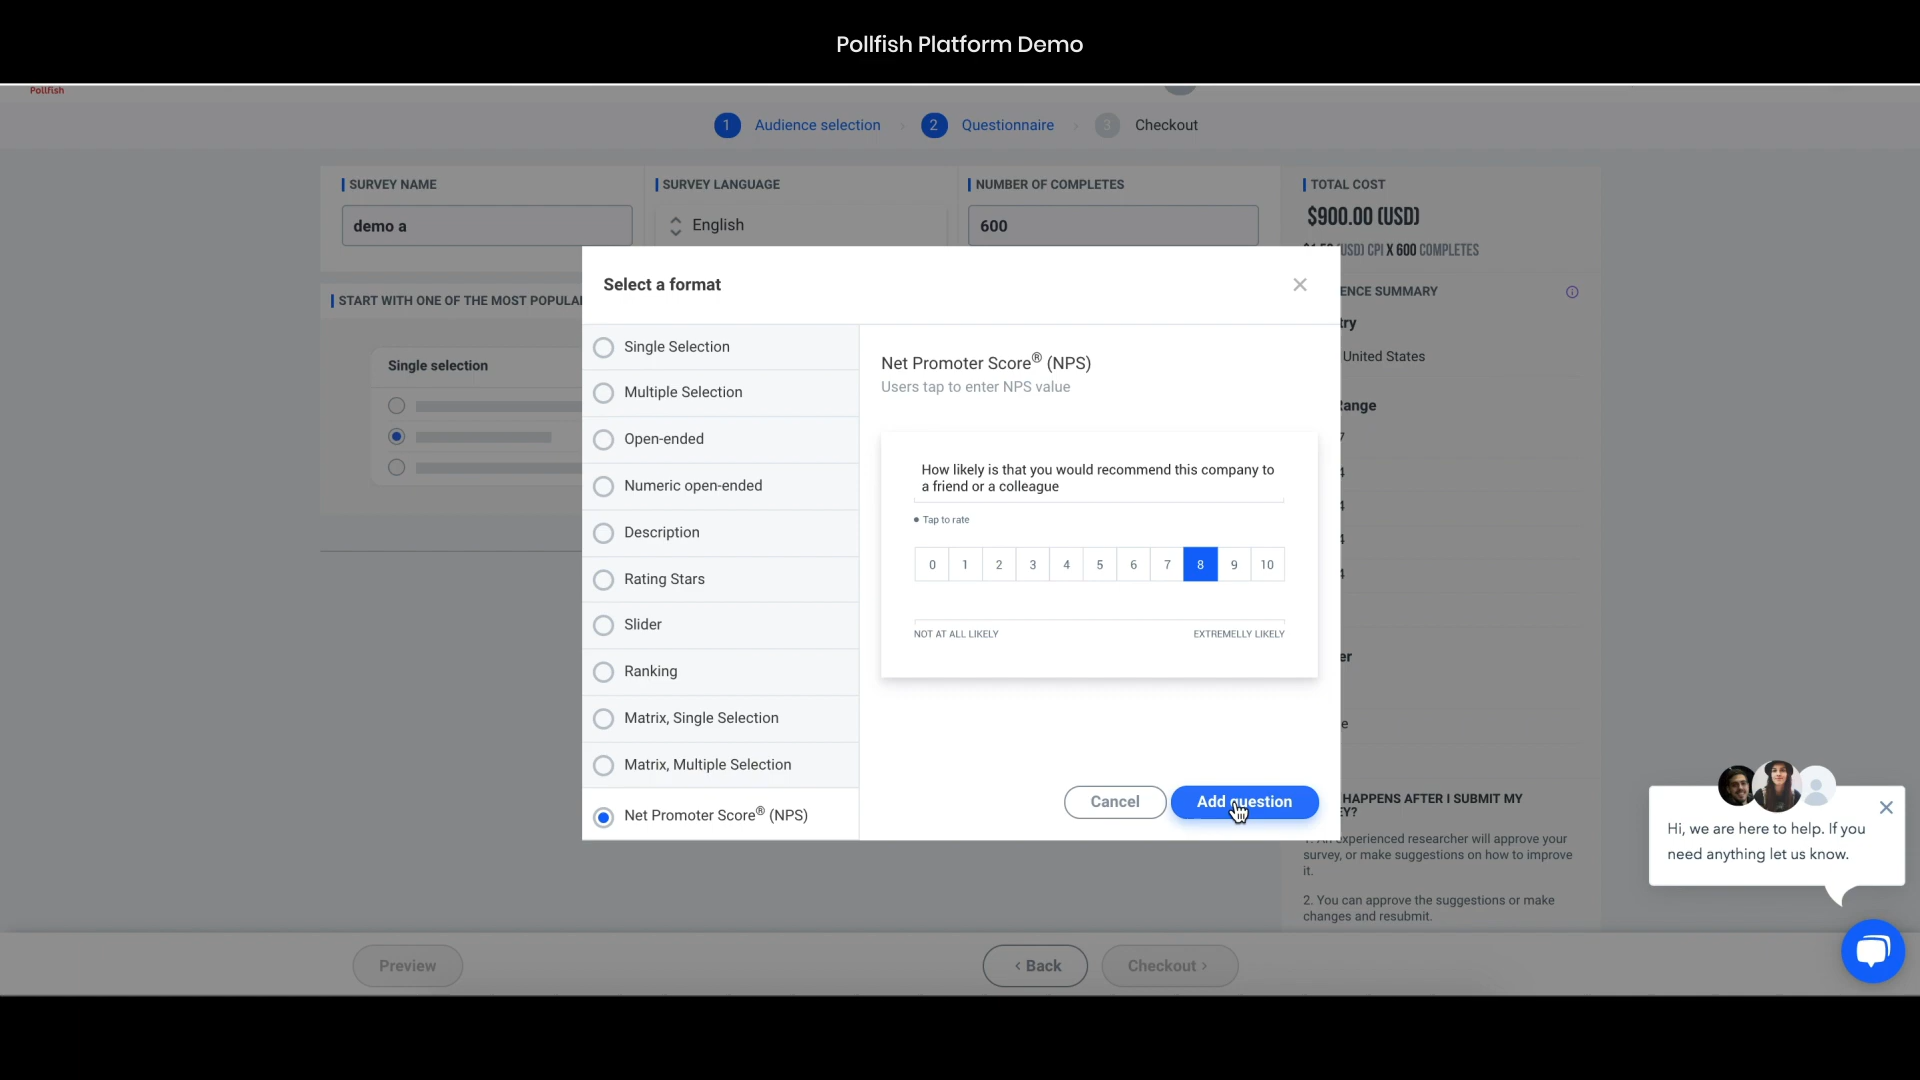 Pollfish Platform Demo
Pollfish
1 Audience selection
2 Questionnaire
3 Checkout
SURVEY NAME
demo a
SURVEY LANGUAGE
English
NUMBER OF COMPLETES
600
TOTAL COST
$900.00 (USD)
(USD) CPI X 600 COMPLETES
START WITH ONE OF THE MOST
Single selection
SUMMARY
United States
Select a format
Single Selection
Multiple Selection
Open-ended
Numeric open-ended
Description
Rating Stars
Slider
Ranking
Matrix, Single Selection
Matrix, Multiple Selection
Net Promoter Score® (NPS)
Net Promoter Score® (NPS)
Users tap to enter NPS value
How likely is that you would recommend this company to
a friend or a colleague
• Tap to rate
0 1 2 3 4 5 6 7 8 9 10
NOT AT ALL LIKELY
EXTREMELLY LIKELY
Cancel
Add question
HAPPENS AFTER I SUBMIT MY
1. An experienced researcher will approve your
survey, or make suggestions on how to improve
it.
2. You can approve the suggestions or make
changes and resubmit.
Hi, we are here to help. If you
need anything let us know.
Preview
‹ Back
Checkout ›